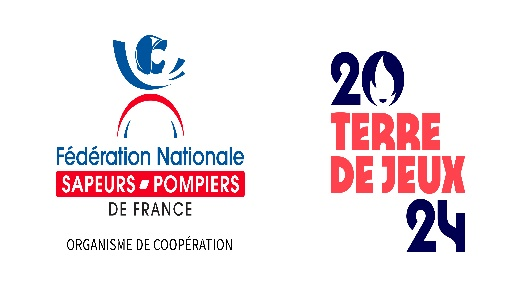 Fédération Nationale
SAPEURS-POMPIERS
DE FRANCE
ORGANISME DE COOPÉRATION
20
TERRE
DE JEUX
24